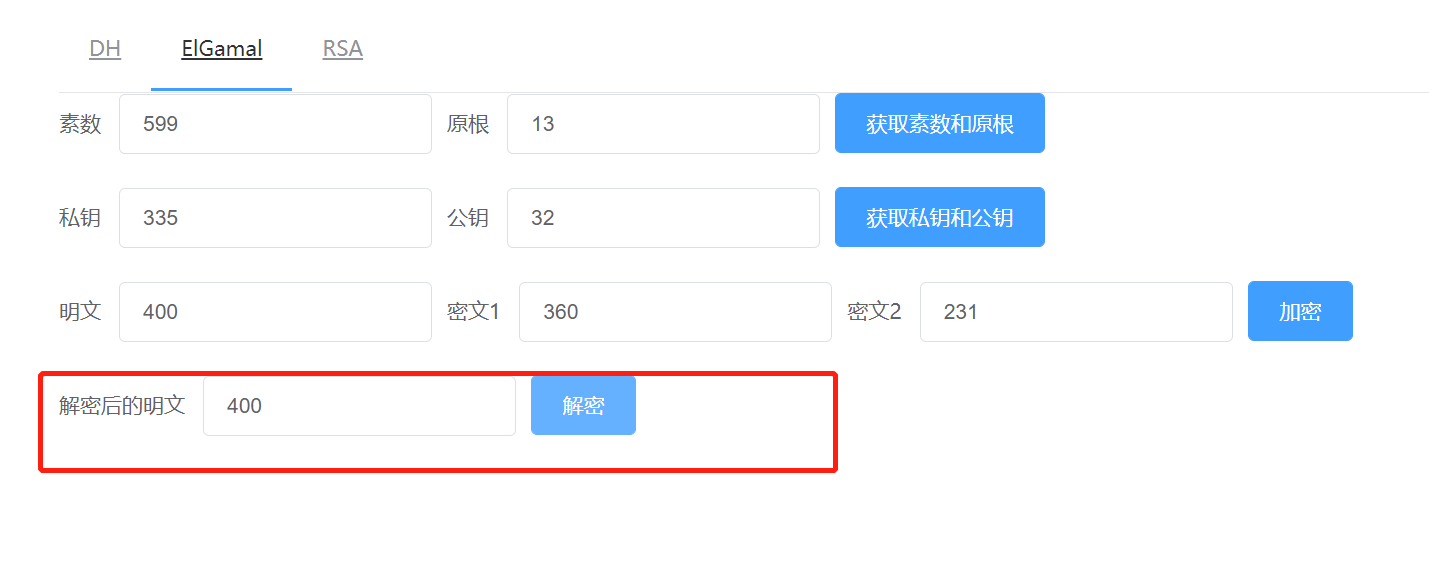 DH ElGamal RSA
素数 599 原根 13 获取素数和原根
私钥 335 公钥 32 获取私钥和公钥
明文 400 密文1 360 密文2 231 加密
解密后的明文 400 解密